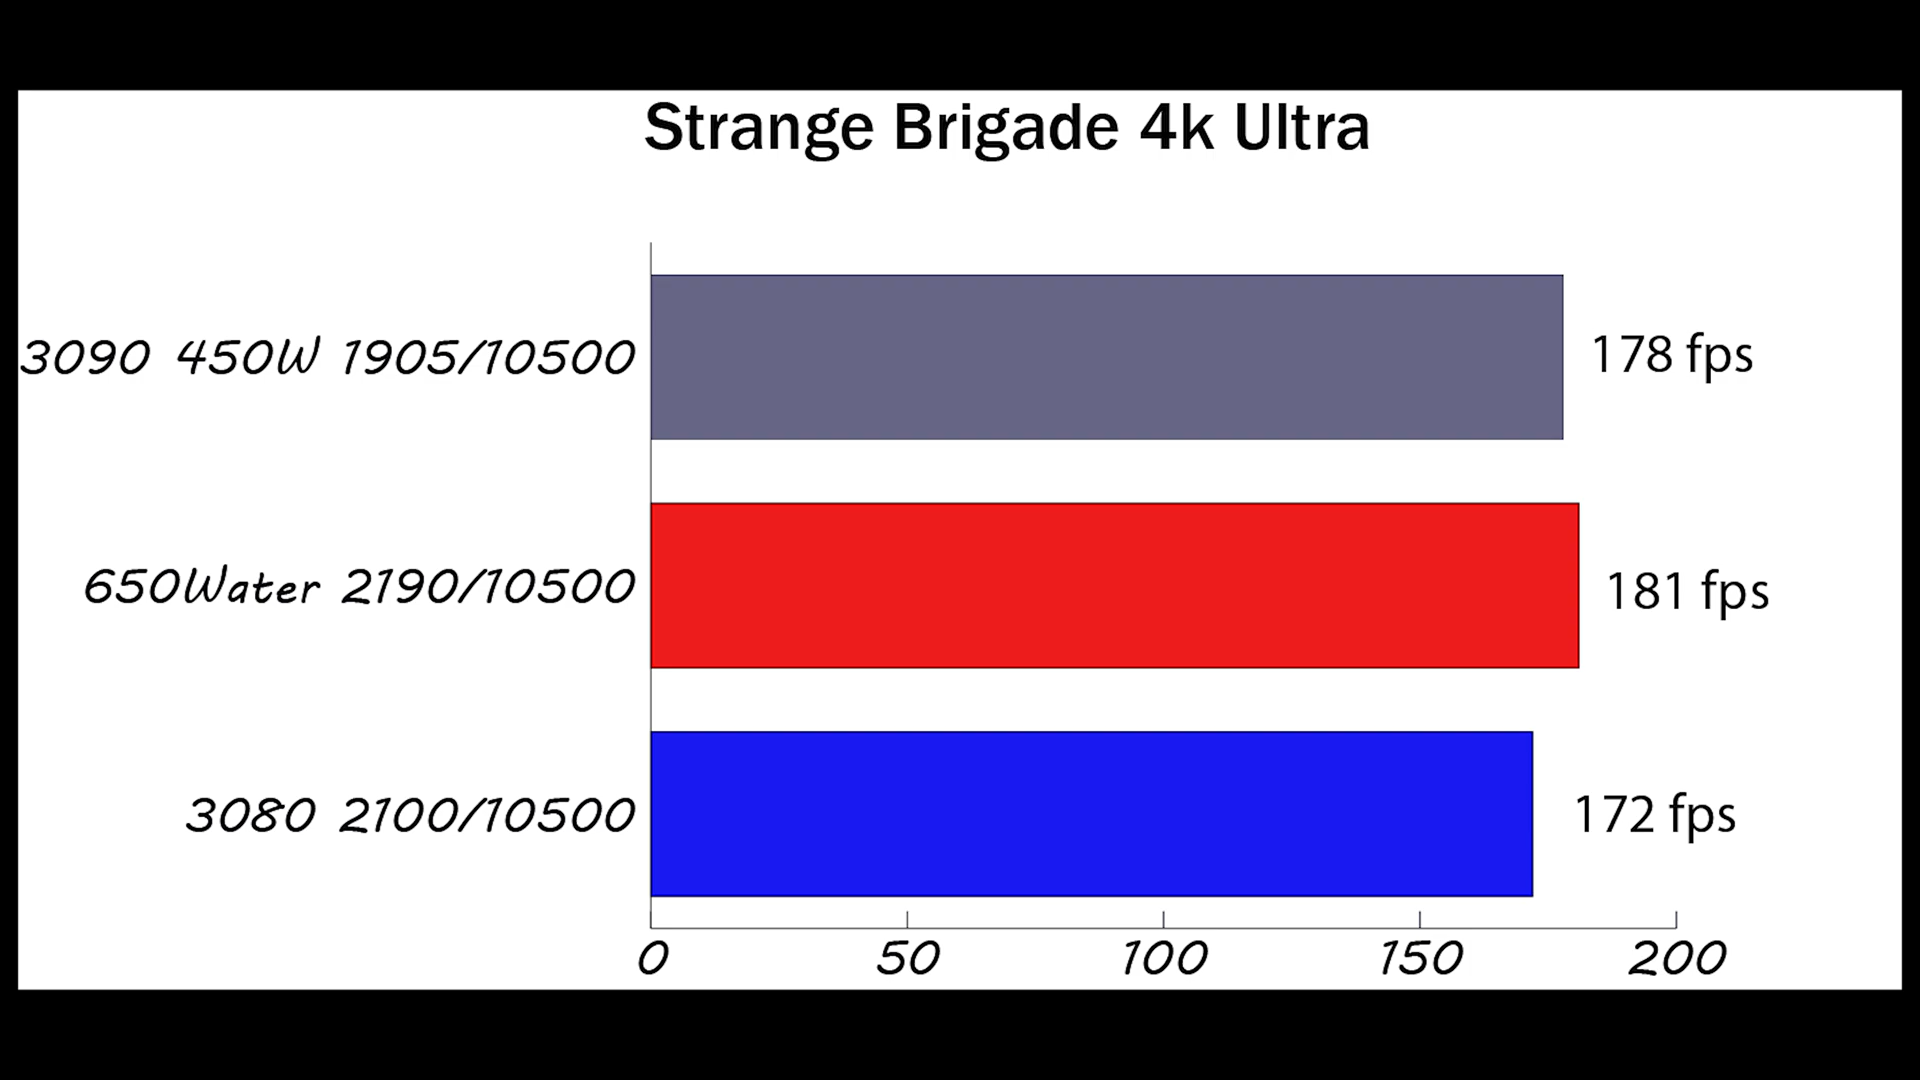 Strange Brigade 4k Ultra
3090 450W 1905/10500
178 fps
650Water 2190/10500
181 fps
3080 2100/10500
172 fps
0 50 100 150 200